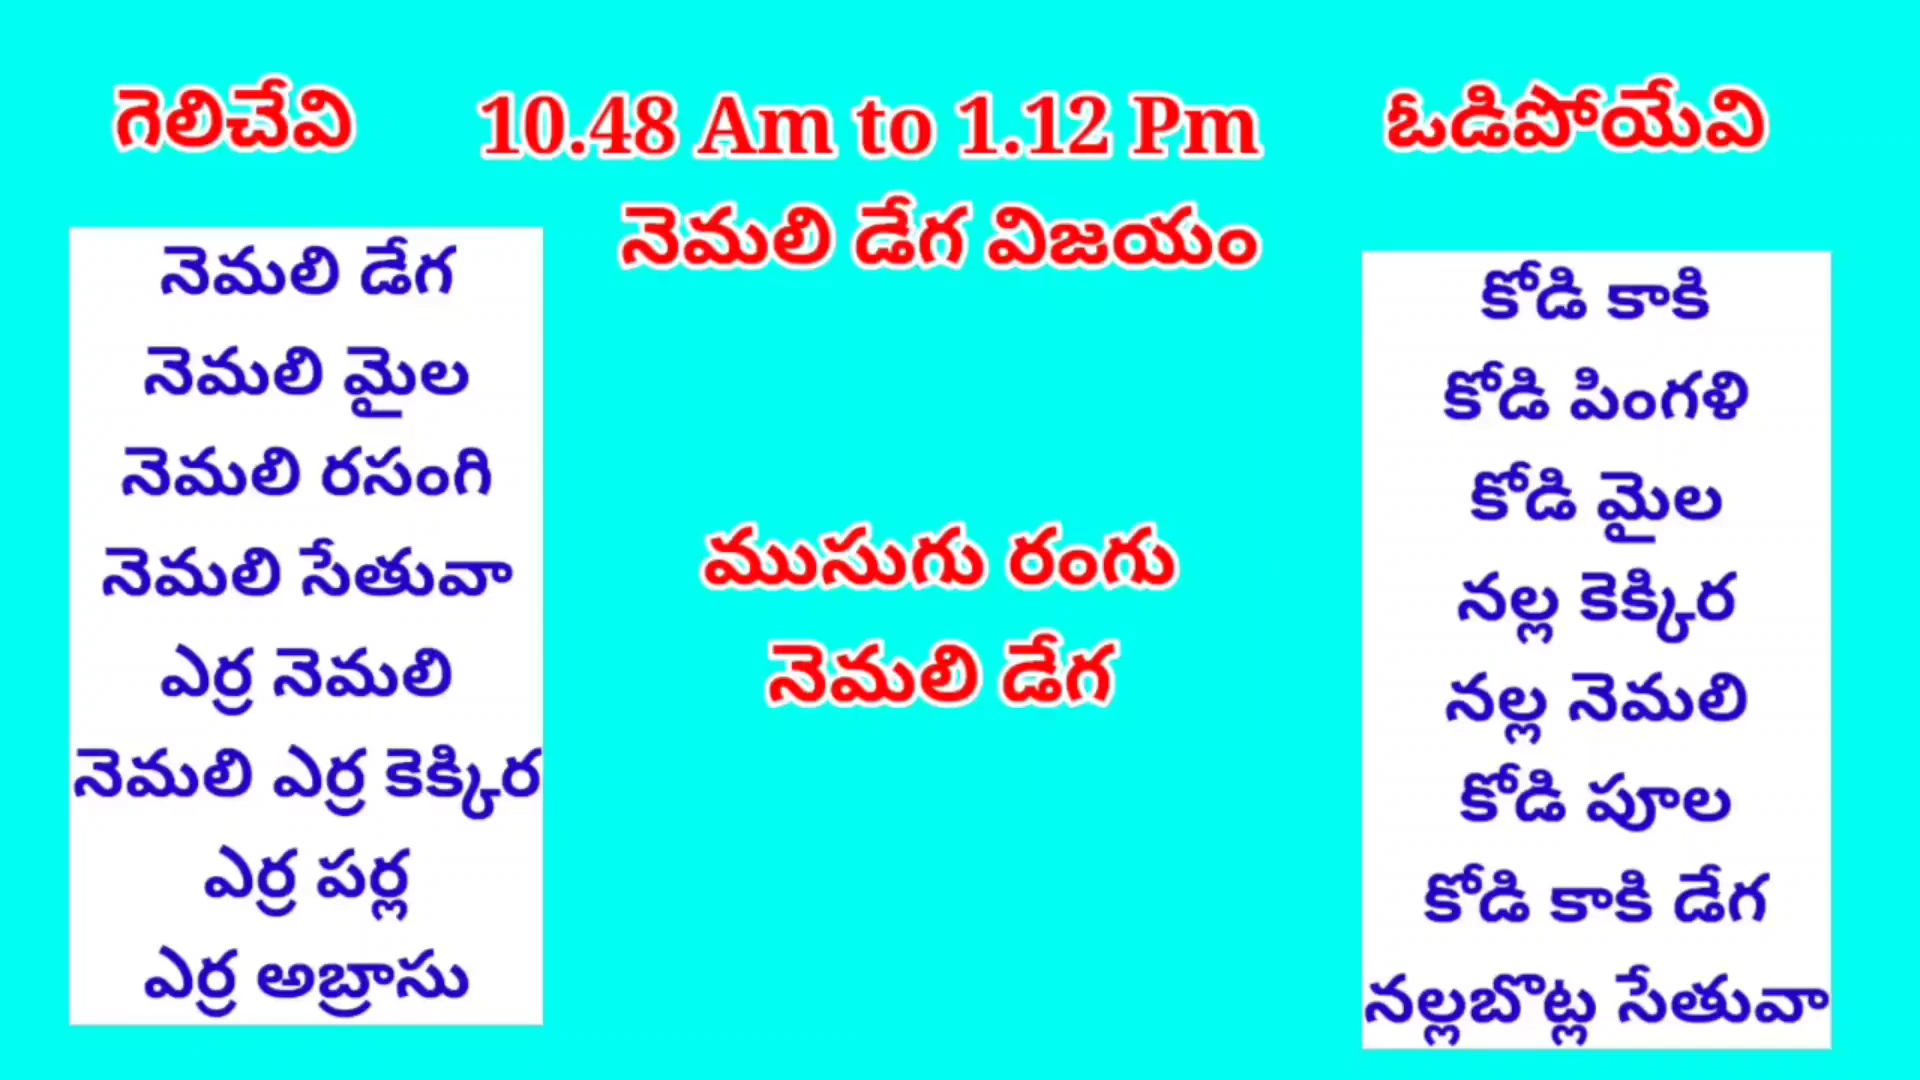 గెలిచేవి
10.48 Am to 1.12 Pm
ఓడిపోయేవి
నెమలి డేగ విజయం
నెమలి డేగ
నెమలి మైల
నెమలి రసంగి
నెమలి సేతువా
ఎర్ర నెమలి
నెమలి ఎర్ర కెక్కిర
ఎర్ర పర్ల
ఎర్ర అబ్రాసు
ముసుగు రంగు
నెమలి డేగ
కోడి కాకి
కోడి పింగళి
కోడి మైల
నల్ల కెక్కిర
నల్ల నెమలి
కోడి పూల
కోడి కాకి డేగ
నల్లబొట్ల సేతువా